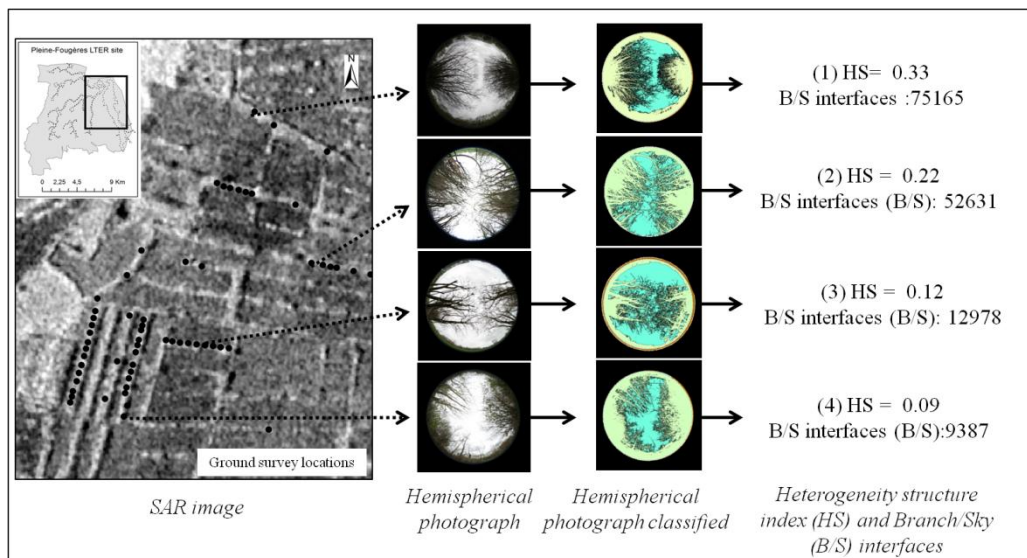 Pleine-Fougères LTER site
0 2,25 4,5 9 Km
N
Ground survey locations
SAR image
Hemispherical
photograph
Hemispherical
photograph classified
(1) HS= 0.33
B/S interfaces :75165
(2) HS = 0.22
B/S interfaces (B/S): 52631
(3) HS = 0.12
B/S interfaces (B/S): 12978
(4) HS = 0.09
B/S interfaces (B/S):9387
Heterogeneity structure
index (HS) and Branch/Sky
(B/S) interfaces